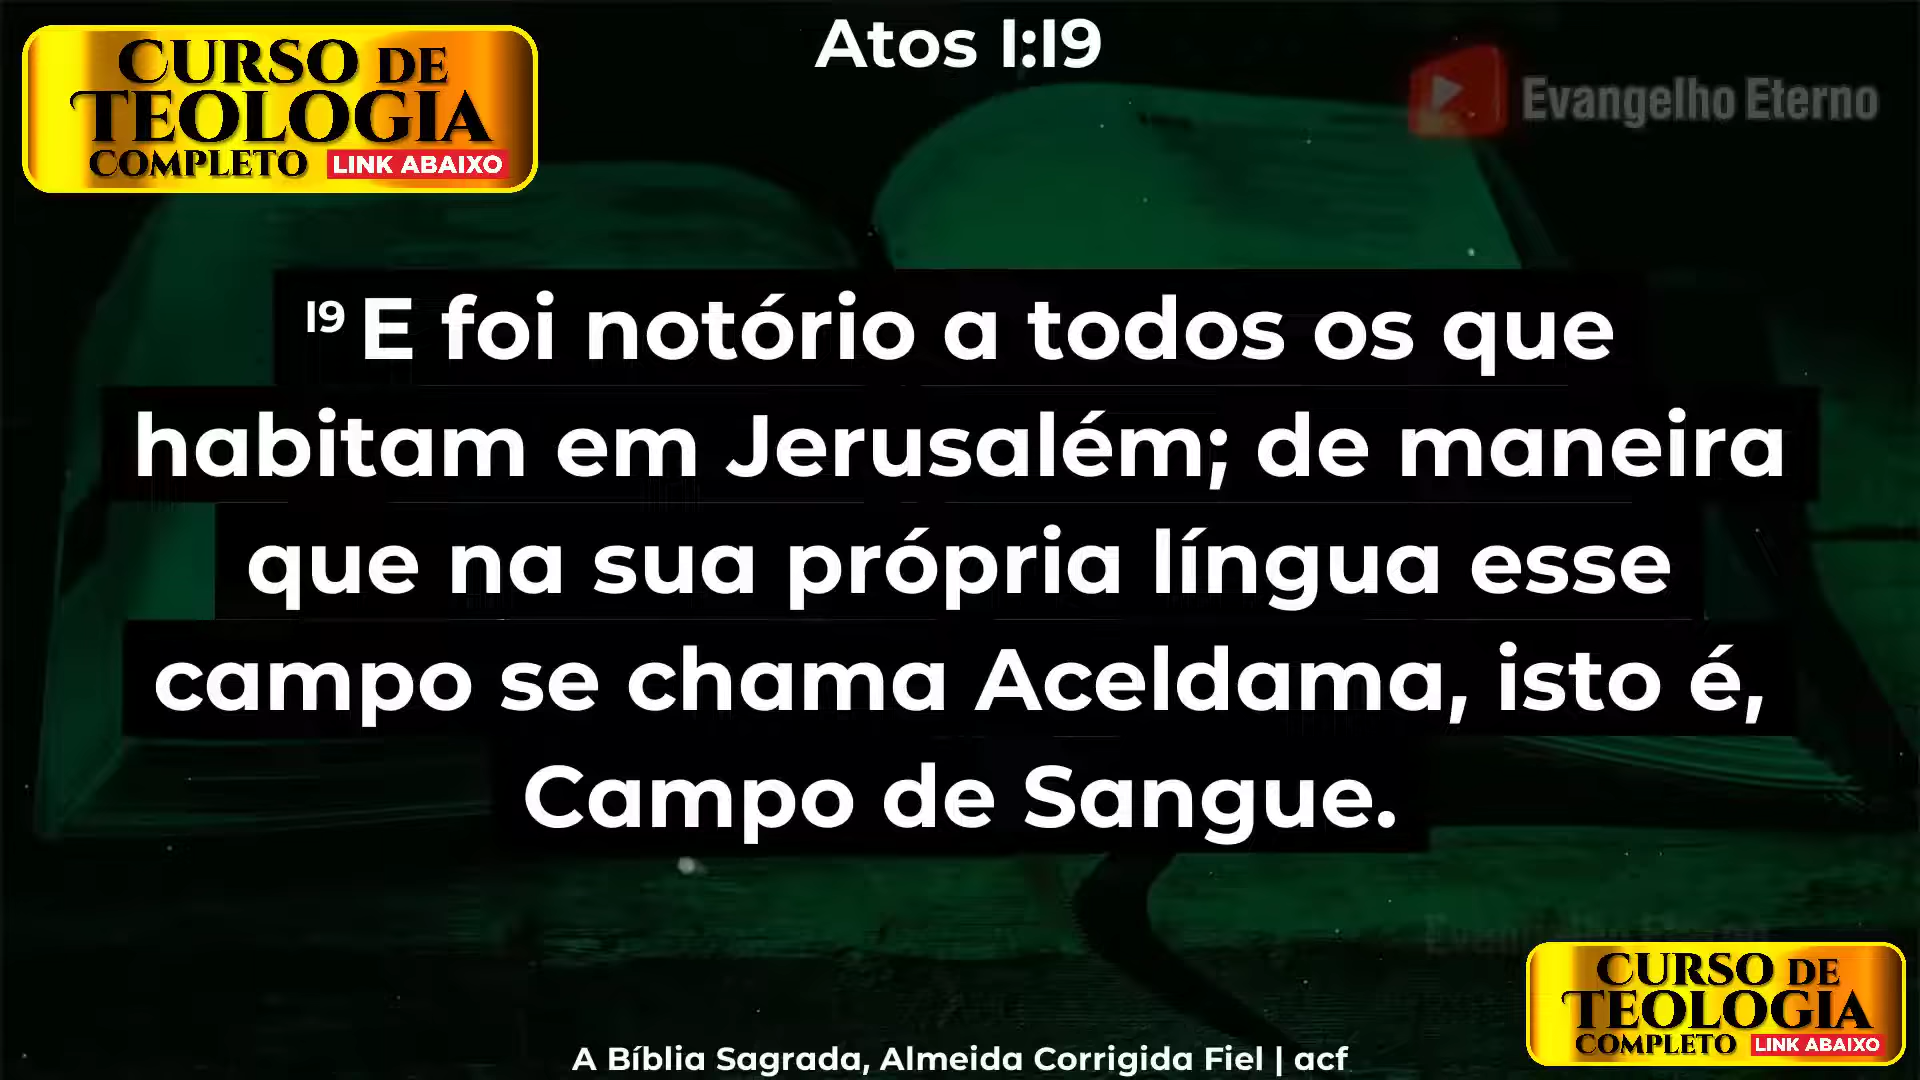 CURSO DE
TEOLOGIA
COMPLETO LINK ABAIXO
Atos 1:19
Evangelho Eterno
19 E foi notório a todos os que
habitam em Jerusalém; de maneira
que na sua própria língua esse
campo se chama Aceldama, isto é,
Campo de Sangue.
Evangelho Eterno
CURSO DE
TEOLOGIA
COMPLETO LINK ABAIXO
A Bíblia Sagrada, Almeida Corrigida Fiel | acf